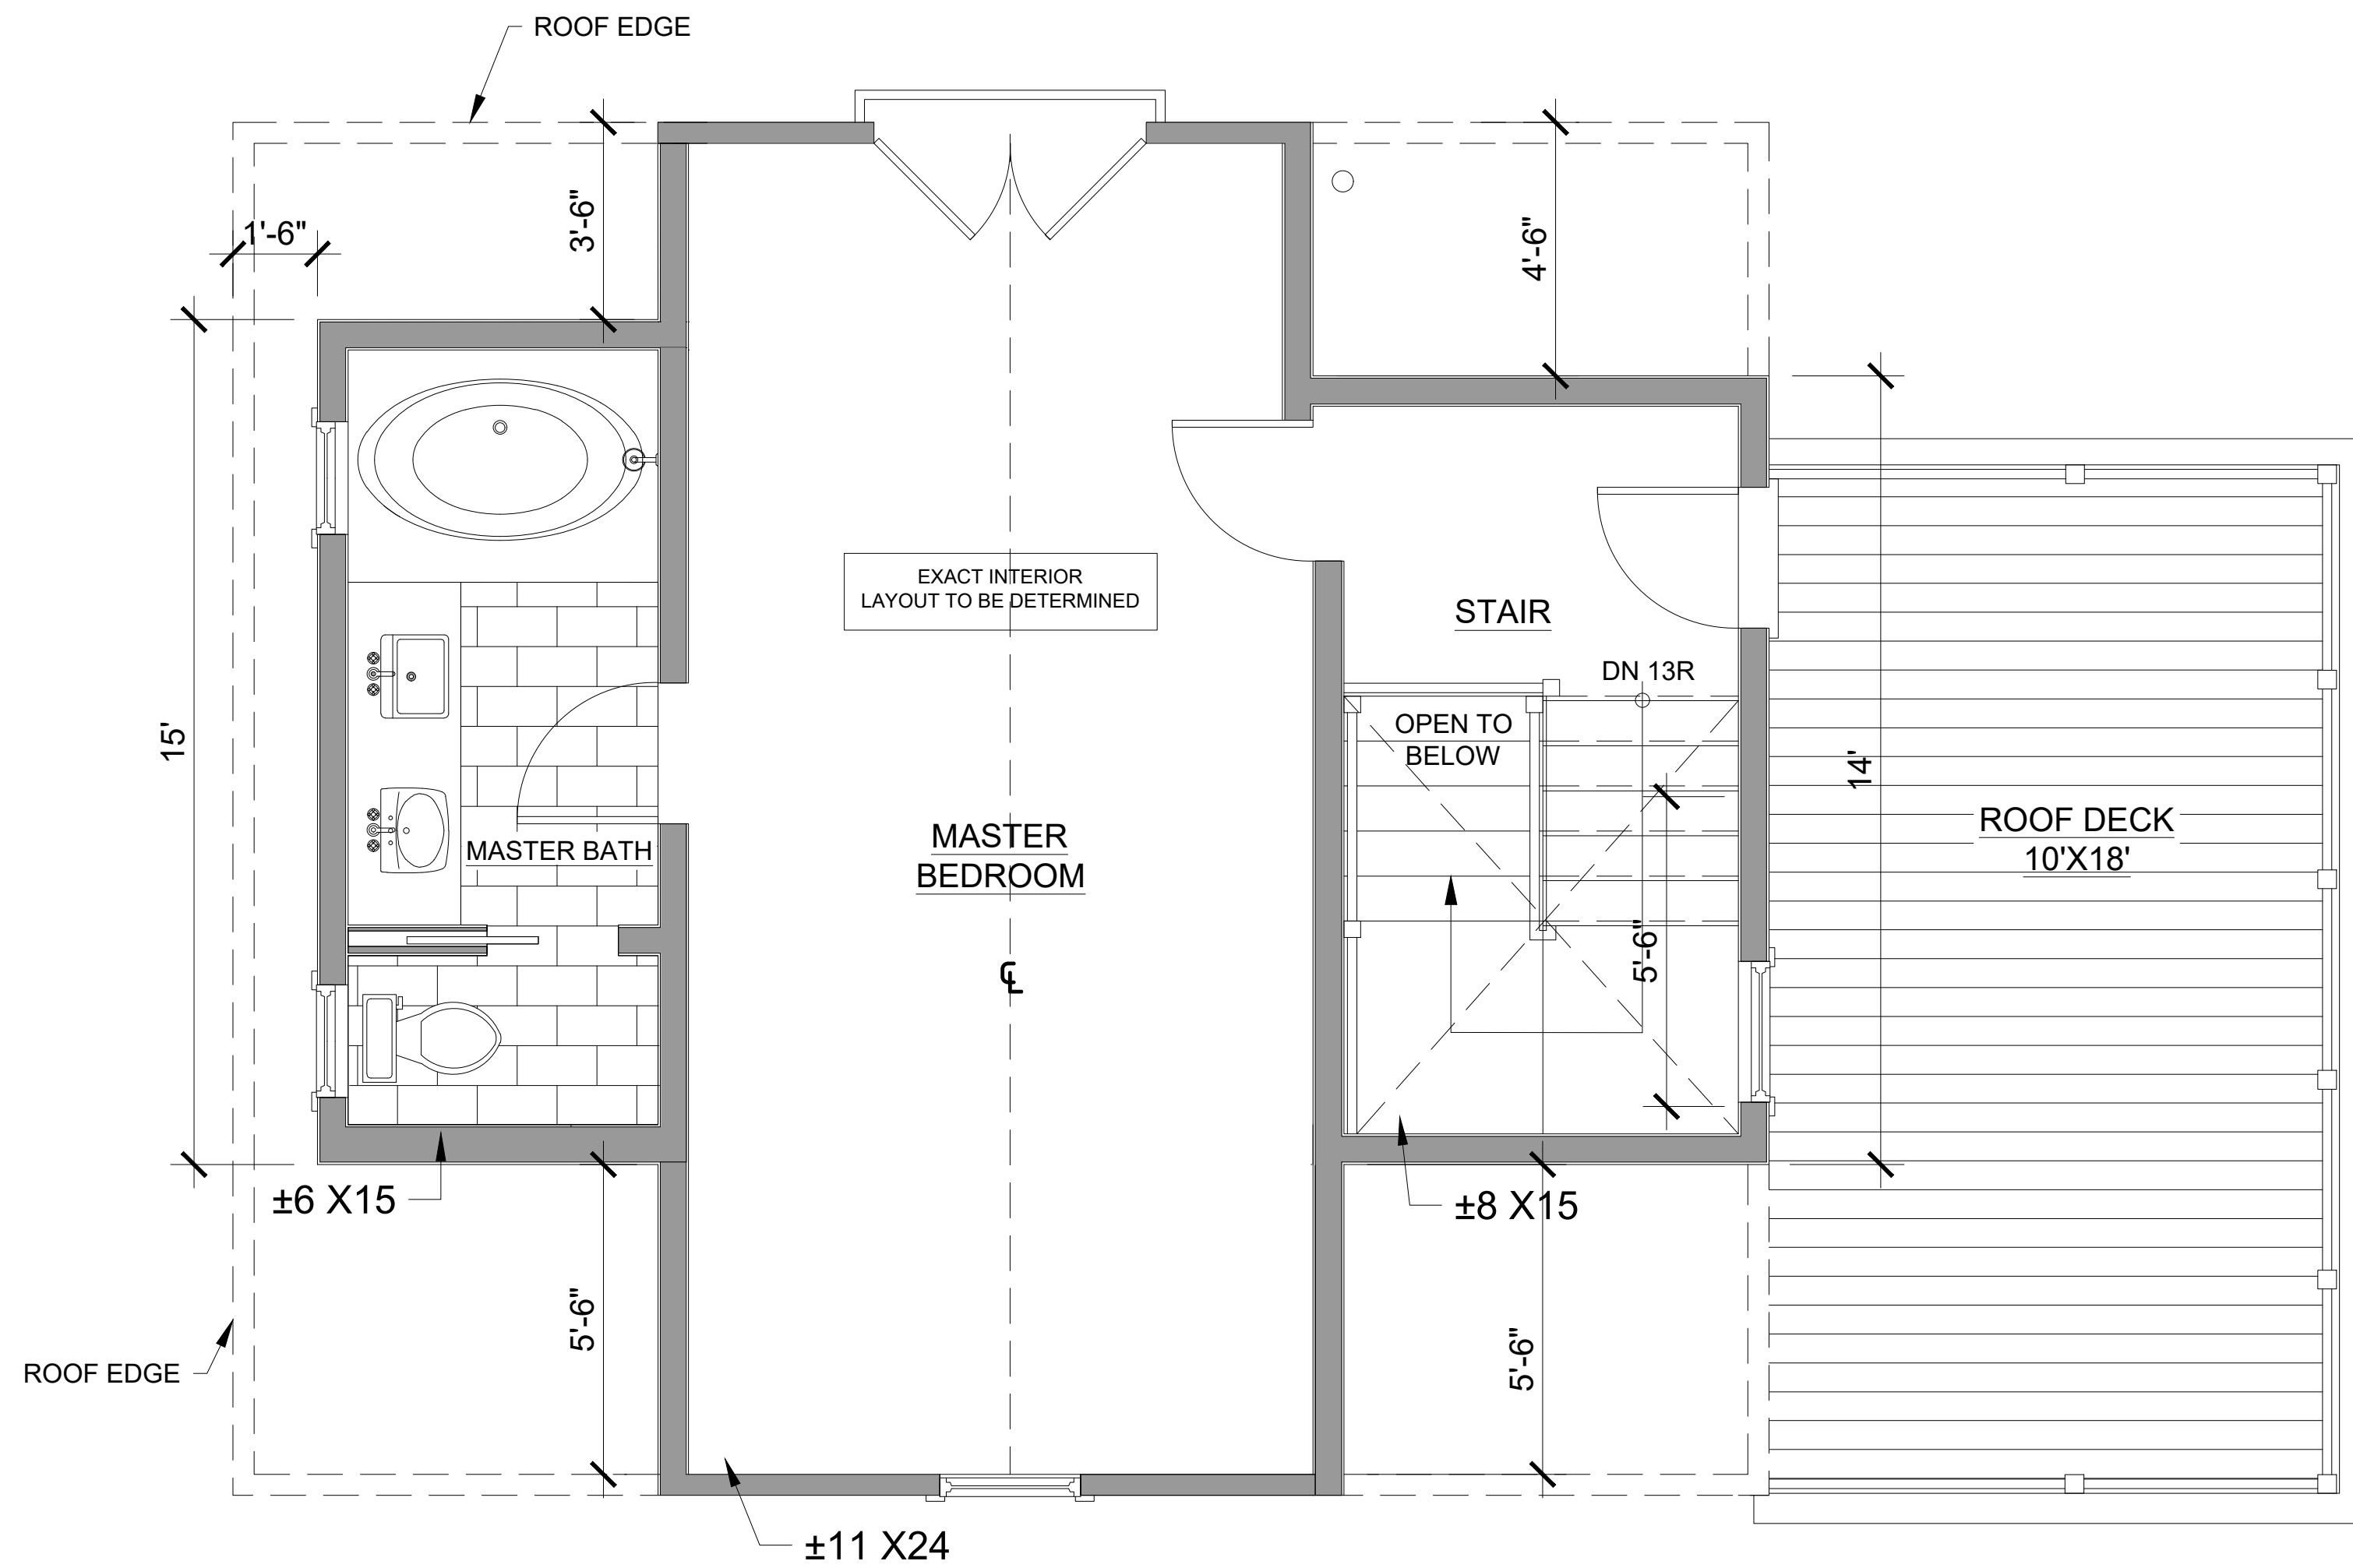 ROOF EDGE
1'-6"
3'-6"
4'-6"
EXACT INTERIOR
LAYOUT TO BE DETERMINED
STAIR
DN 13R
OPEN TO
BELOW
15'
14'
MASTER BATH
MASTER
BEDROOM
ROOF DECK
10'X18'
5'-6"
℄
±6 X15
±8 X15
5'-6"
5'-6"
ROOF EDGE
±11 X24